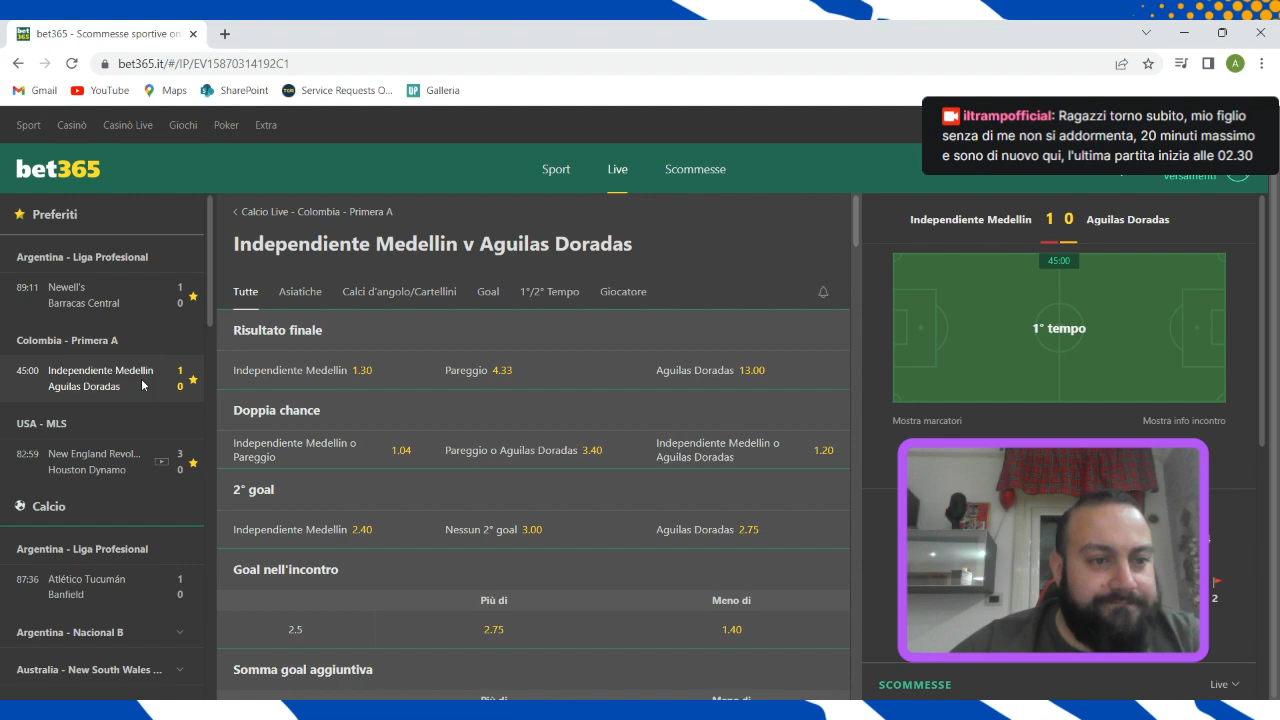 bet365 - Scommesse sportive on
bet365.it/#/IP/EV15870314192C1
A
Gmail
YouTube
Maps
SharePoint
Service Requests O...
Galleria
Sport
Casinò
Casinò Live
Giochi
Poker
Extra
iltrampofficial: Ragazzi torno subito, mio figlio
senza di me non si addormenta, 20 minuti massimo
e sono di nuovo qui, l'ultima partita inizia alle 02.30
bet365
Sport
Live
Scommesse
Versamenti
Preferiti
Argentina - Liga Profesional
89:11 Newell's 1
Barracas Central 0
Colombia - Primera A
45:00 Independiente Medellin 1
Aguilas Doradas 0
USA - MLS
82:59 New England Revol... 3
Houston Dynamo 0
Calcio
Argentina - Liga Profesional
87:36 Atlético Tucumán 1
Banfield 0
Argentina - Nacional B
Australia - New South Wales ...
Calcio Live - Colombia - Primera A
Independiente Medellin v Aguilas Doradas
Tutte
Asiatiche
Calci d'angolo/Cartellini
Goal
1°/2° Tempo
Giocatore
Risultato finale
Independiente Medellin 1.30
Pareggio 4.33
Aguilas Doradas 13.00
Doppia chance
Independiente Medellin o
Pareggio
1.04
Pareggio o Aguilas Doradas 3.40
Independiente Medellin o
Aguilas Doradas
1.20
2° goal
Independiente Medellin 2.40
Nessun 2° goal 3.00
Aguilas Doradas 2.75
Goal nell'incontro
Più di
Meno di
2.5
2.75
1.40
Somma goal aggiuntiva
Più di
Meno di
Independiente Medellin 1 0 Aguilas Doradas
45:00
1° tempo
Mostra marcatori
Mostra info incontro
2
SCOMMESSE
Live